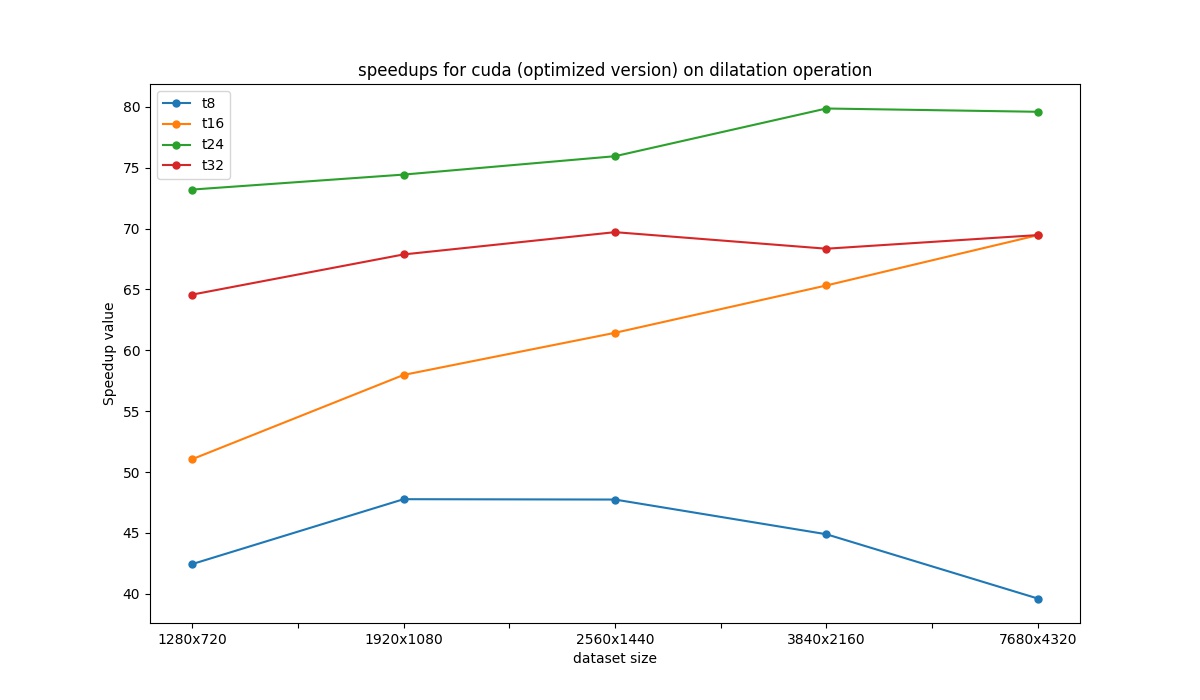 speedups for cuda (optimized version) on dilatation operation
t8
t16
t24
t32
80
75
70
65
60
55
50
45
40
Speedup value
1280x720
1920x1080
2560x1440
3840x2160
7680x4320
dataset size